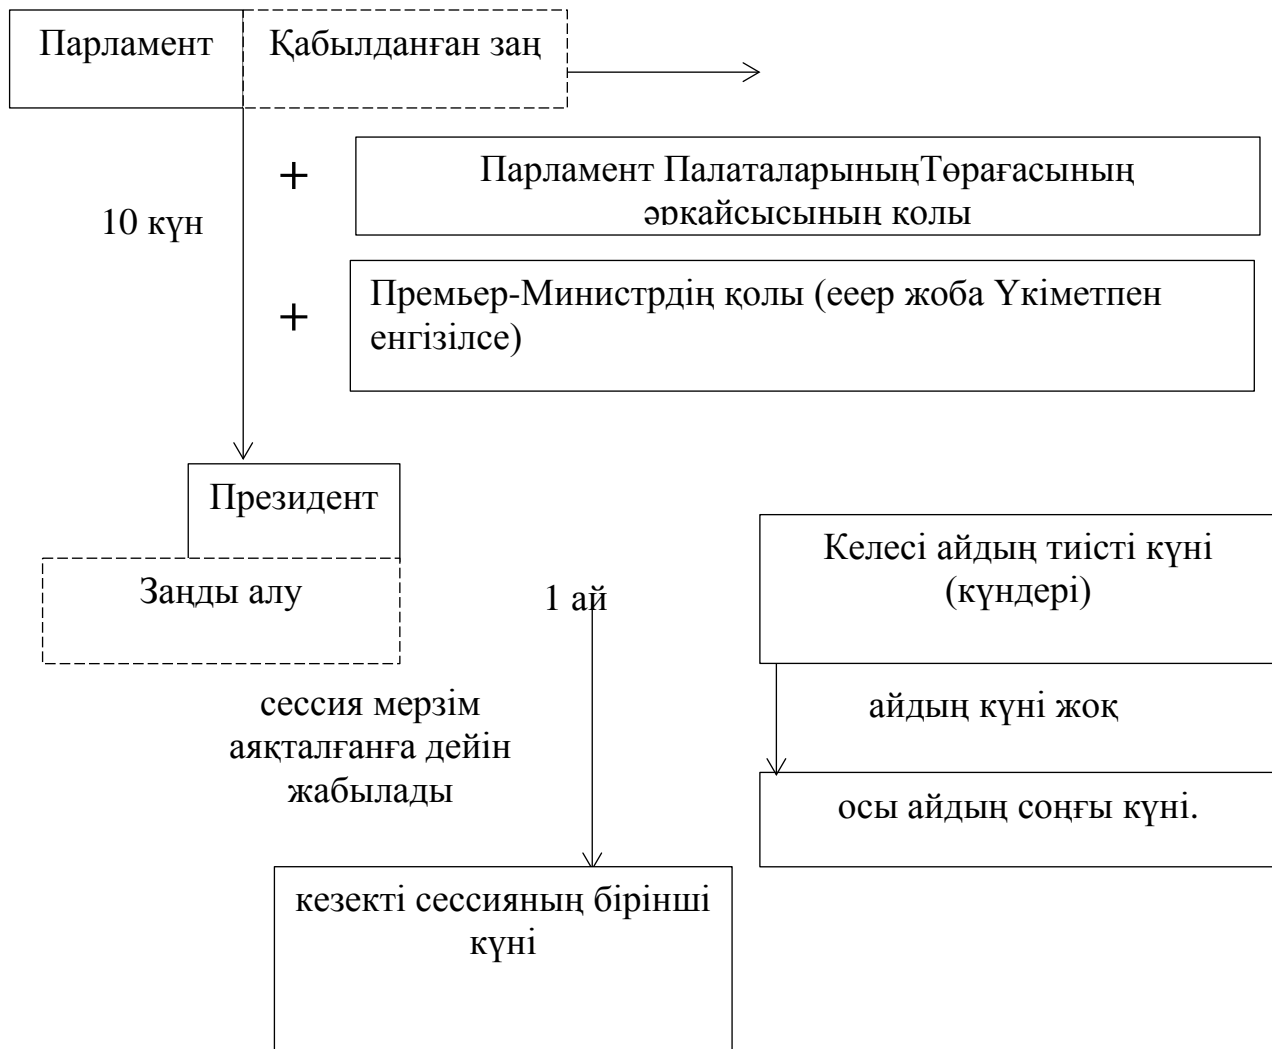 Парламент
Қабылданған заң
+
Парламент ПалаталарыныңТөрағасының
әрқайсысының қолы
10 күн
+
Премьер-Министрдің қолы (ееер жоба Үкіметпен
енгізілсе)
Президент
Заңды алу
1 ай
Келесі айдың тиісті күні
(күндері)
сессия мерзім
аяқталғанға дейін
жабылады
айдың күні жоқ
осы айдың соңғы күні.
кезекті сессияның бірінші
күні